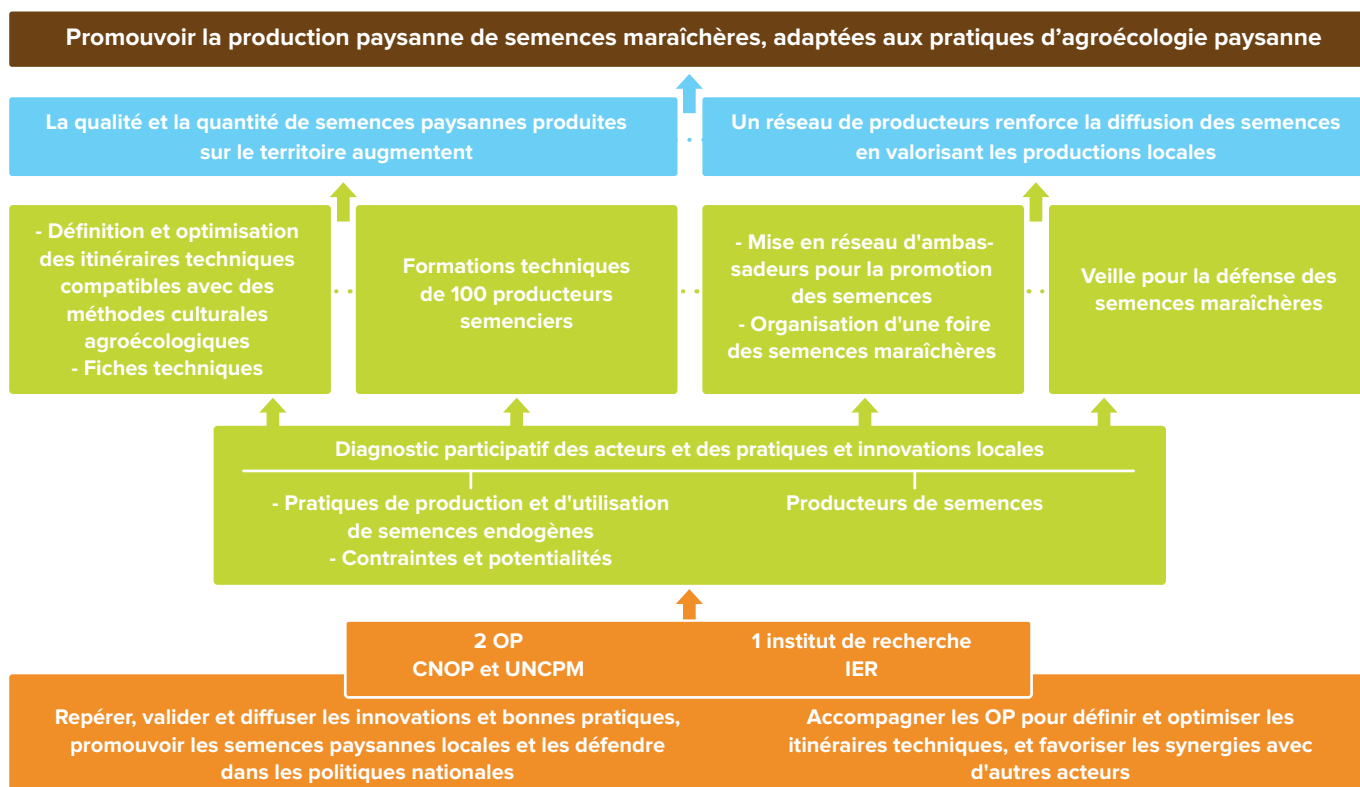 Promouvoir la production paysanne de semences maraîchères, adaptées aux pratiques d’agroécologie paysanne
La qualité et la quantité de semences paysannes produites
sur le territoire augmentent
Un réseau de producteurs renforce la diffusion des semences
en valorisant les productions locales
- Définition et optimisation
des itinéraires techniques
compatibles avec des
méthodes culturales
agroécologiques
- Fiches techniques
Formations techniques
de 100 producteurs
semenciers
- Mise en réseau d'ambas-
sadeurs pour la promotion
des semences
- Organisation d'une foire
des semences maraîchères
Veille pour la défense des
semences maraîchères
Diagnostic participatif des acteurs et des pratiques et innovations locales
- Pratiques de production et d'utilisation
de semences endogènes
- Contraintes et potentialités
Producteurs de semences
2 OP
CNOP et UNCPM
1 institut de recherche
IER
Repérer, valider et diffuser les innovations et bonnes pratiques,
promouvoir les semences paysannes locales et les défendre
dans les politiques nationales
Accompagner les OP pour définir et optimiser les
itinéraires techniques, et favoriser les synergies avec
d'autres acteurs